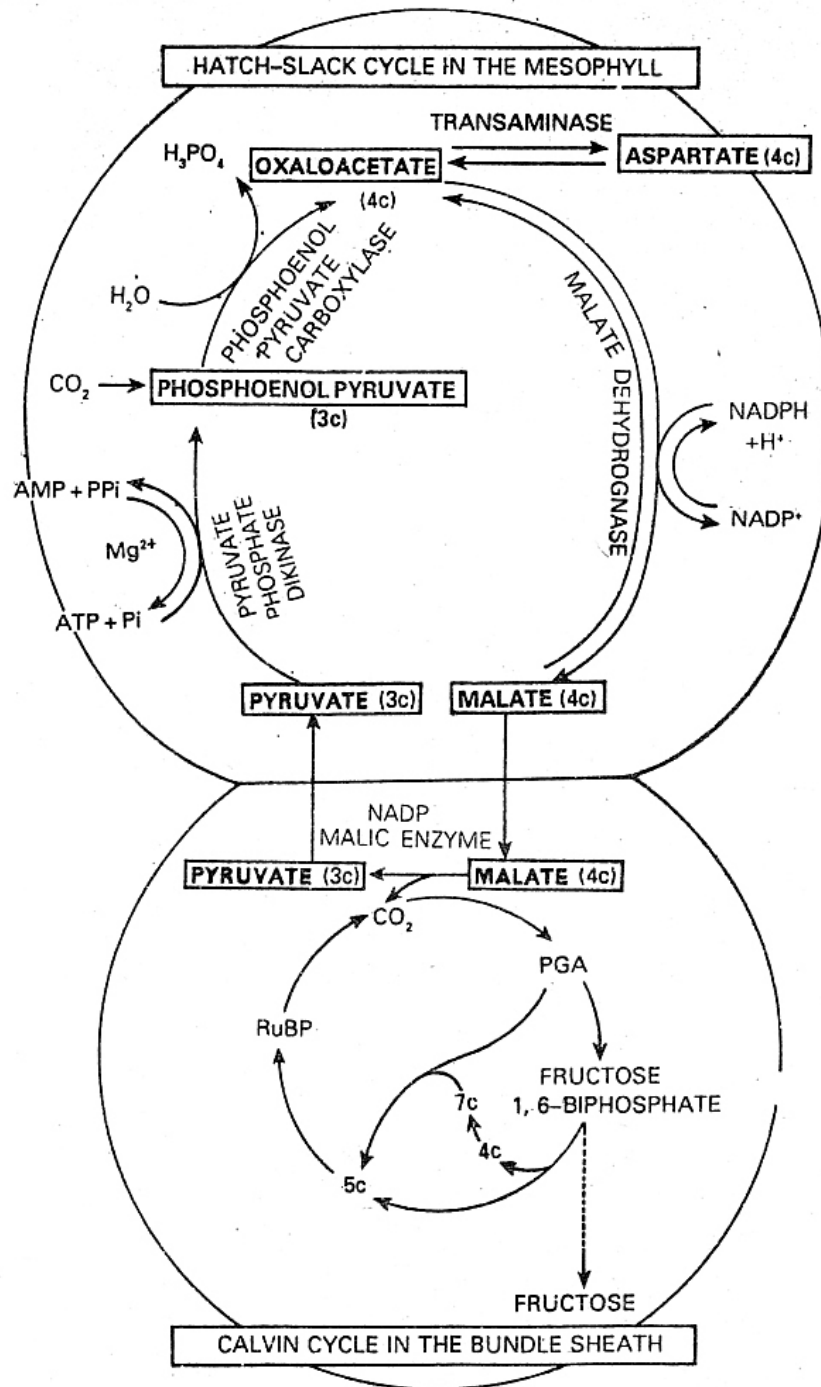 HATCH–SLACK CYCLE IN THE MESOPHYLL
TRANSAMINASE
H₃PO₄
OXALOACETATE
(4c)
ASPARTATE (4c)
H₂O
PHOSPHOENOL
PYRUVATE
CARBOXYLASE
MALATE DEHYDROGNASE
CO₂
PHOSPHOENOL PYRUVATE
(3c)
NADPH
+H⁺
NADP⁺
AMP + PPi
Mg²⁺
ATP + Pi
PYRUVATE
PHOSPHATE
DIKINASE
PYRUVATE (3c)
MALATE (4c)
NADP
MALIC ENZYME
PYRUVATE (3c)
MALATE (4c)
CO₂
PGA
RuBP
FRUCTOSE
1, 6–BIPHOSPHATE
7c
4c
5c
FRUCTOSE
CALVIN CYCLE IN THE BUNDLE SHEATH